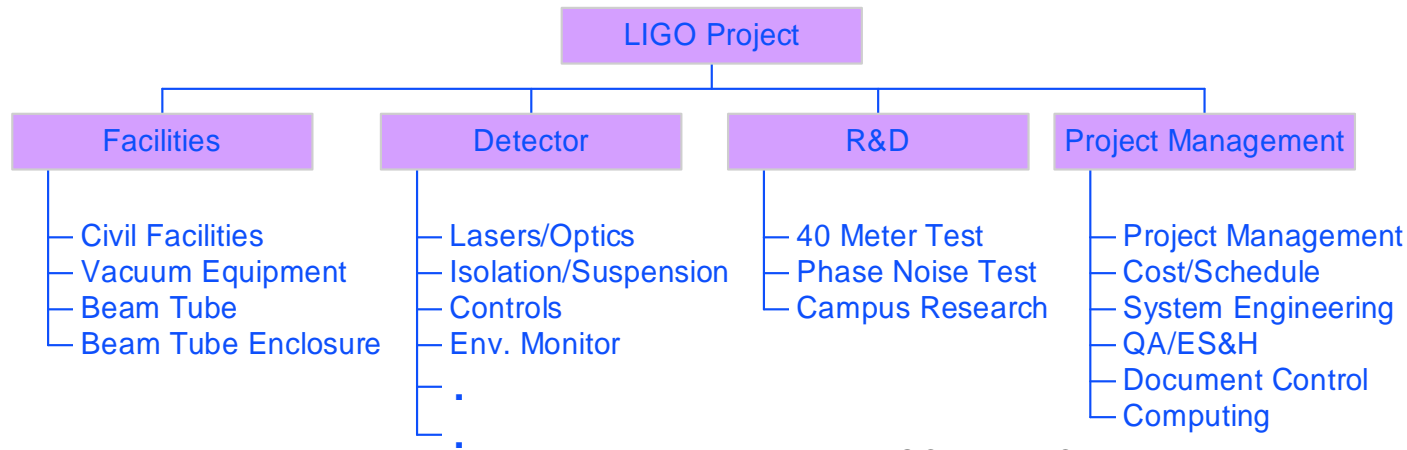 LIGO Project
Facilities
Detector
R&D
Project Management
Civil Facilities
Vacuum Equipment
Beam Tube
Beam Tube Enclosure
Lasers/Optics
Isolation/Suspension
Controls
Env. Monitor
.
.
40 Meter Test
Phase Noise Test
Campus Research
Project Management
Cost/Schedule
System Engineering
QA/ES&H
Document Control
Computing